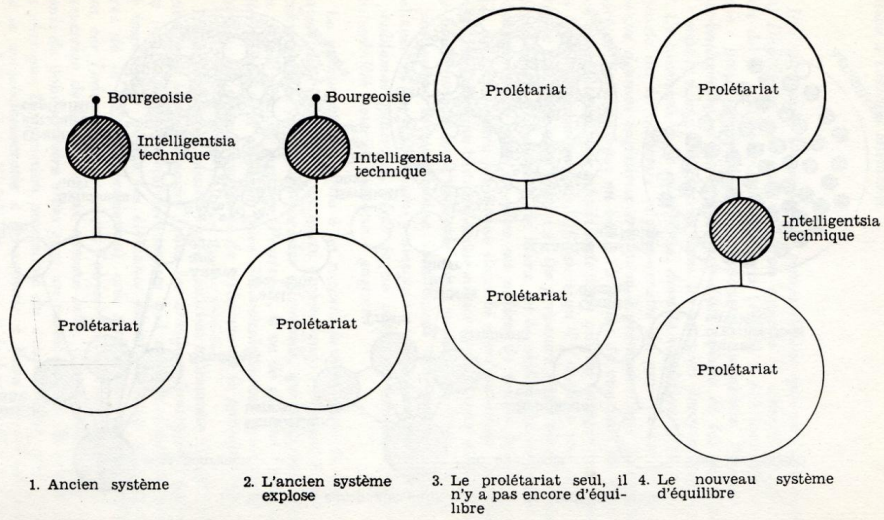 Bourgeoisie
Intelligentsia
technique
Prolétariat
Bourgeoisie
Intelligentsia
technique
Prolétariat
Prolétariat
Prolétariat
Prolétariat
Intelligentsia
technique
Prolétariat
1. Ancien système
2. L'ancien système
explose
3. Le prolétariat seul, il
n'y a pas encore d'équi-
libre
4. Le nouveau système
d'équilibre